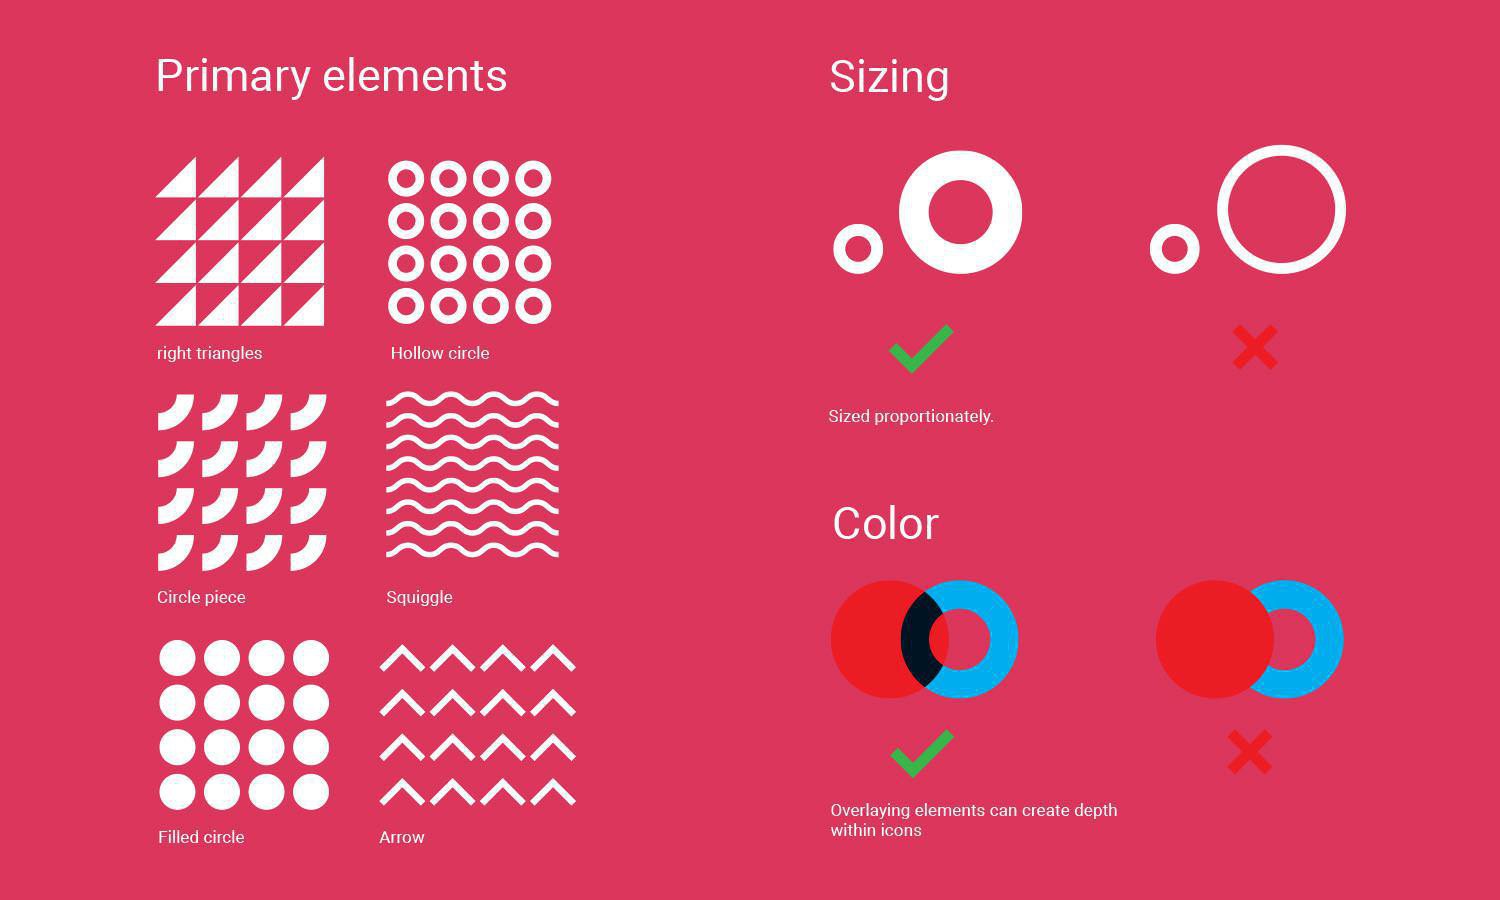 Primary elements
right triangles
Hollow circle
Circle piece
Squiggle
Filled circle
Arrow
Sizing
Sized proportionately.
Color
Overlaying elements can create depth
within icons